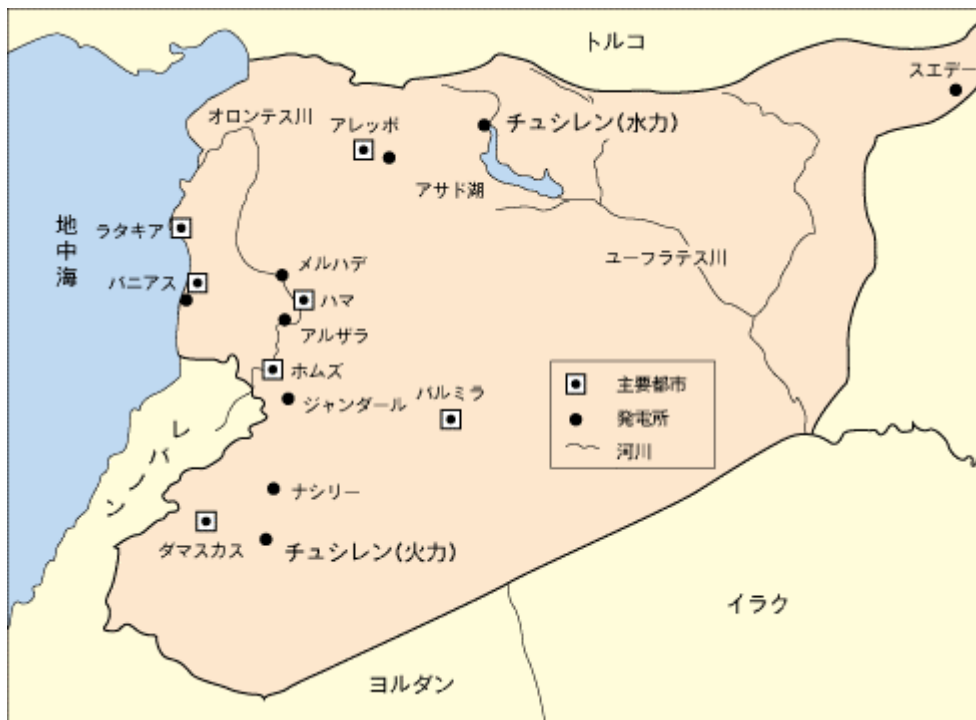 トルコ
スエデー
オロンテス川
アレッポ
チュシレン(水力)
アサド湖
地中海
ラタキア
ユーフラテス川
メルハデ
バニアス
ハマ
アルザラ
ホムズ
主要都市
パルミラ
ジャンダール
発電所
河川
レバノン
ナシリー
ダマスカス
チュシレン(火力)
イラク
ヨルダン